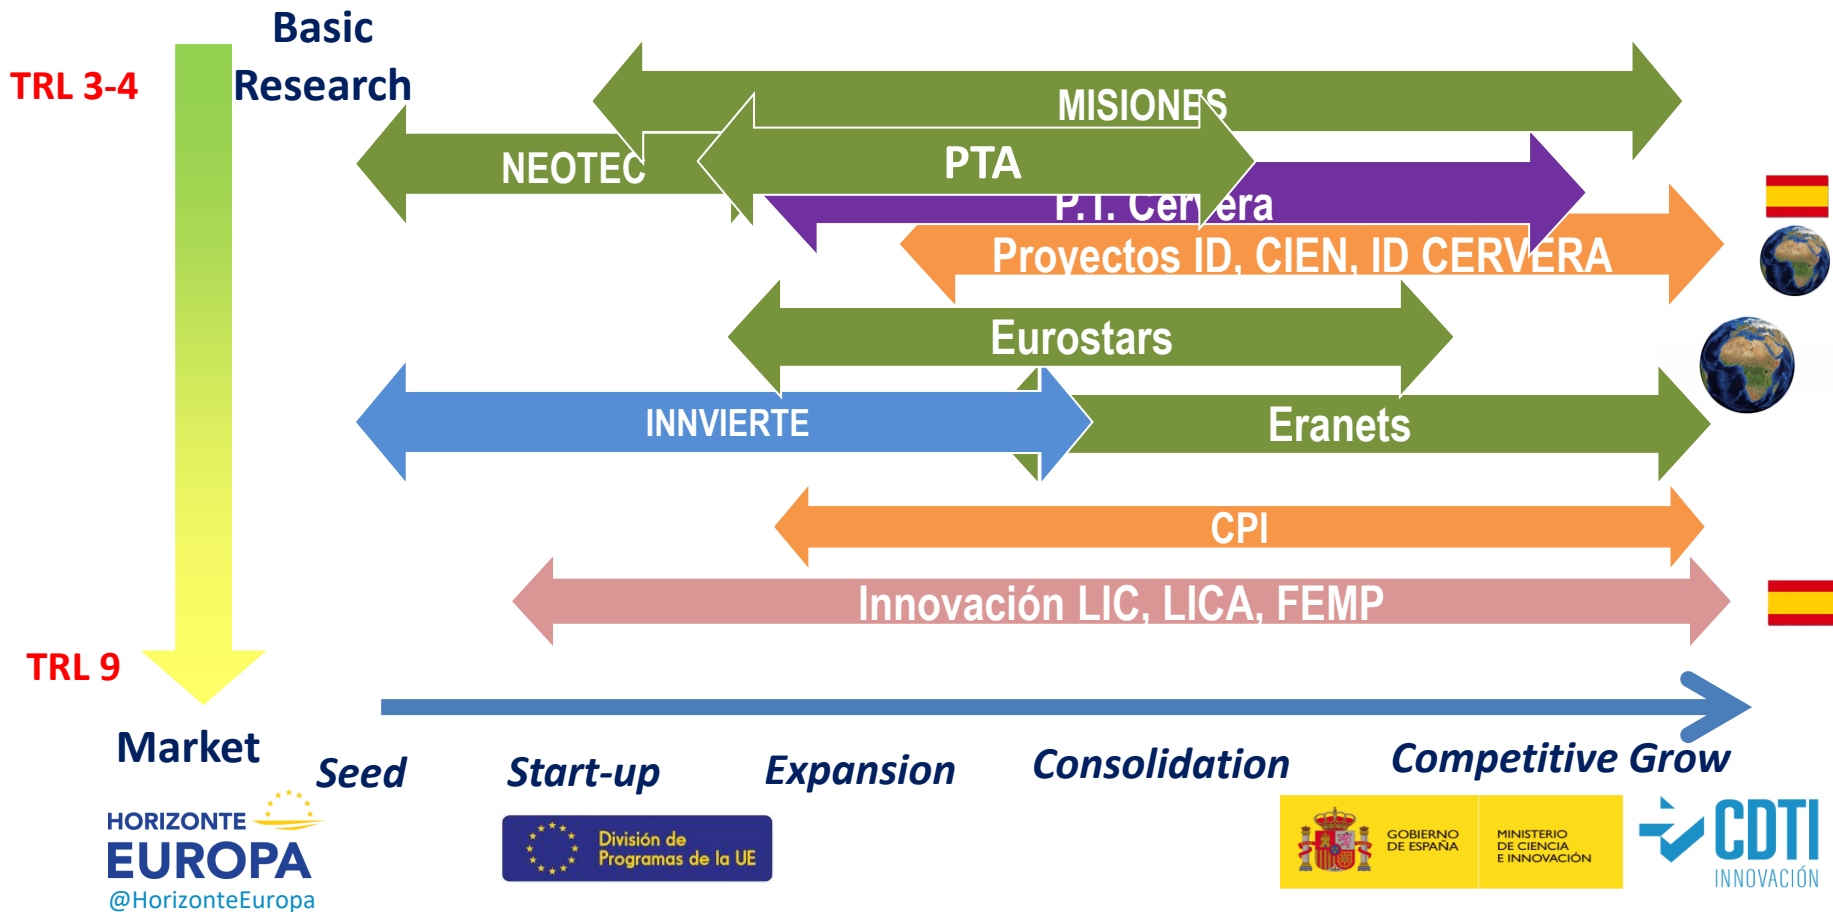 Basic
Research
TRL 3-4
MISIONES
NEOTEC
PTA
P.T. Cervera
Proyectos ID, CIEN, ID CERVERA
Eurostars
INNVIERTE
Eranets
CPI
Innovación LIC, LICA, FEMP
TRL 9
Market
Seed
Start-up
Expansion
Consolidation
Competitive Grow
HORIZONTE
EUROPA
@HorizonteEuropa
División de
Programas de la UE
GOBIERNO
DE ESPAÑA
MINISTERIO
DE CIENCIA
E INNOVACIÓN
CDTI
INNOVACIÓN